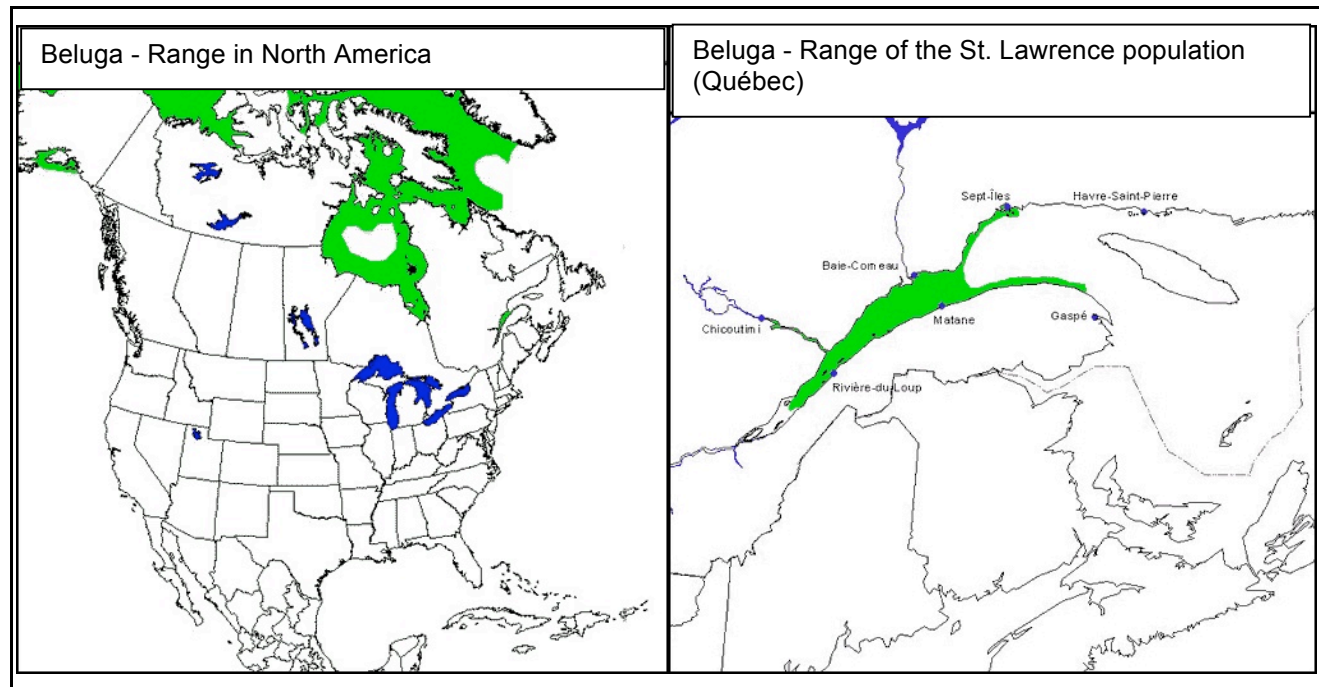 Beluga - Range in North America
Beluga - Range of the St. Lawrence population
(Québec)
Sept-Îles
Havre-Saint-Pierre
Baie-Comeau
Chicoutimi
Matane
Gaspé
Rivière-du-Loup